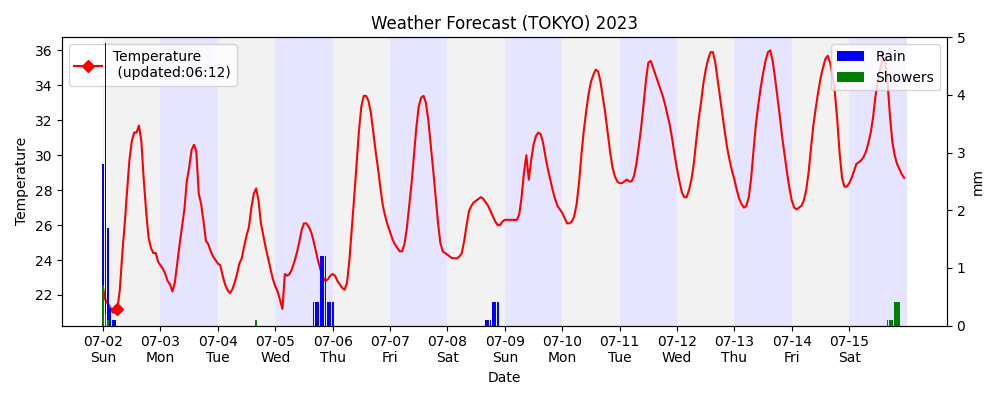 Weather Forecast (TOKYO) 2023
Temperature
(updated:06:12)
Rain
Showers
Temperature
36
34
32
30
28
26
24
22
5
4
3
2
1
0
mm
07-02 07-03 07-04 07-05 07-06 07-07 07-08 07-09 07-10 07-11 07-12 07-13 07-14 07-15
Sun Mon Tue Wed Thu Fri Sat Sun Mon Tue Wed Thu Fri Sat
Date